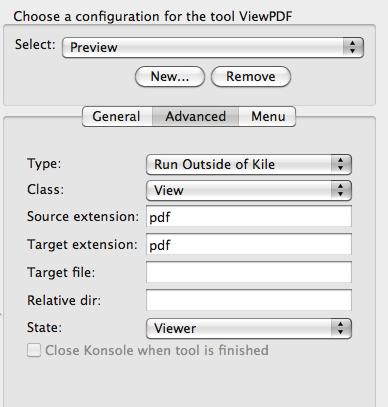 Choose a configuration for the tool ViewPDF
Select: Preview
New... Remove
General Advanced Menu
Type: Run Outside of Kile
Class: View
Source extension: pdf
Target extension: pdf
Target file:
Relative dir:
State: Viewer
Close Konsole when tool is finished